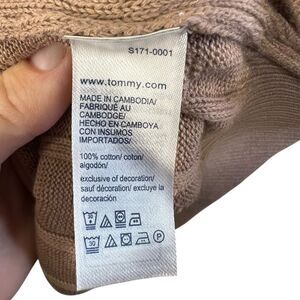 S171-0001
www.tommy.com
MADE IN CAMBODIA/
FABRIQUÉ AU
CAMBODGE/
HECHO EN CAMBOYA
CON INSUMOS
IMPORTADOS/
100% cotton/ coton/
algodón/
exclusive of decoration/
sauf décoration/ excluye la
decoración